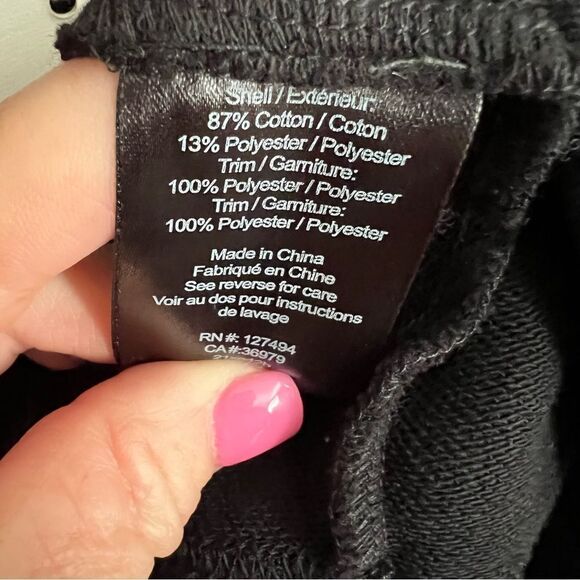 Shell / Extérieur:
87% Cotton / Coton
13% Polyester / Polyester
Trim / Garniture:
100% Polyester / Polyester
Trim / Garniture:
100% Polyester / Polyester
Made in China
Fabriqué en Chine
See reverse for care
Voir au dos pour instructions
de lavage
RN #: 127494
CA #:36979